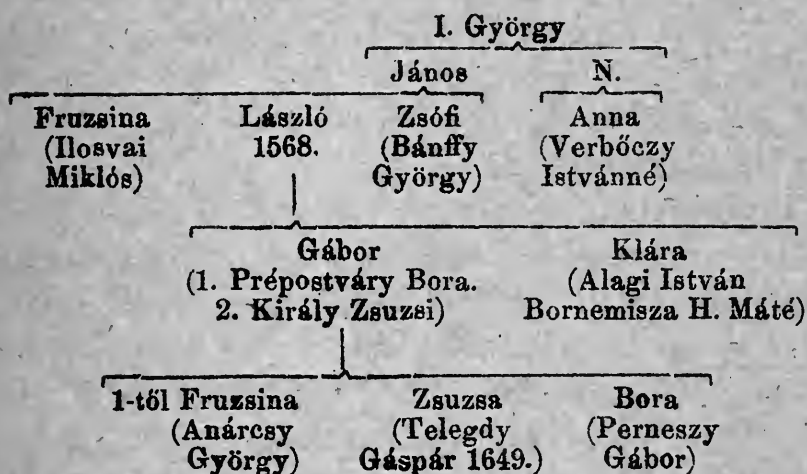 I. György
János N.
Fruzsina László Zsófi Anna
(Ilosvai 1568. (Bánffy (Verbőczy
Miklós) György) Istvánné)
Gábor Klára
(1. Prépostváry Bora. (Alagi István
2. Király Zsuzsi) Bornemisza H. Máté)
1-től Fruzsina Zsuzsa Bora
(Anárcsy (Telegdy (Perneszy
György) Gáspár 1649.) Gábor)